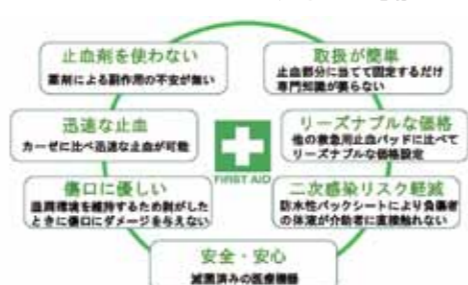 止血剤を使わない
薬剤による副作用の不安が無い
取扱が簡単
止血部分に当てて固定するだけ
専門知識が要らない
迅速な止血
ガーゼに比べ迅速な止血が可能
リーズナブルな価格
他の救急用止血パッドに比べて
リーズナブルな価格設定
FIRST AID
傷口に優しい
湿潤環境を維持するため剥がした
ときに傷口にダメージを与えない
二次感染リスク軽減
防水性バックシートにより負傷者
の体液が介助者に直接触れない
安全・安心
滅菌済みの医療機器